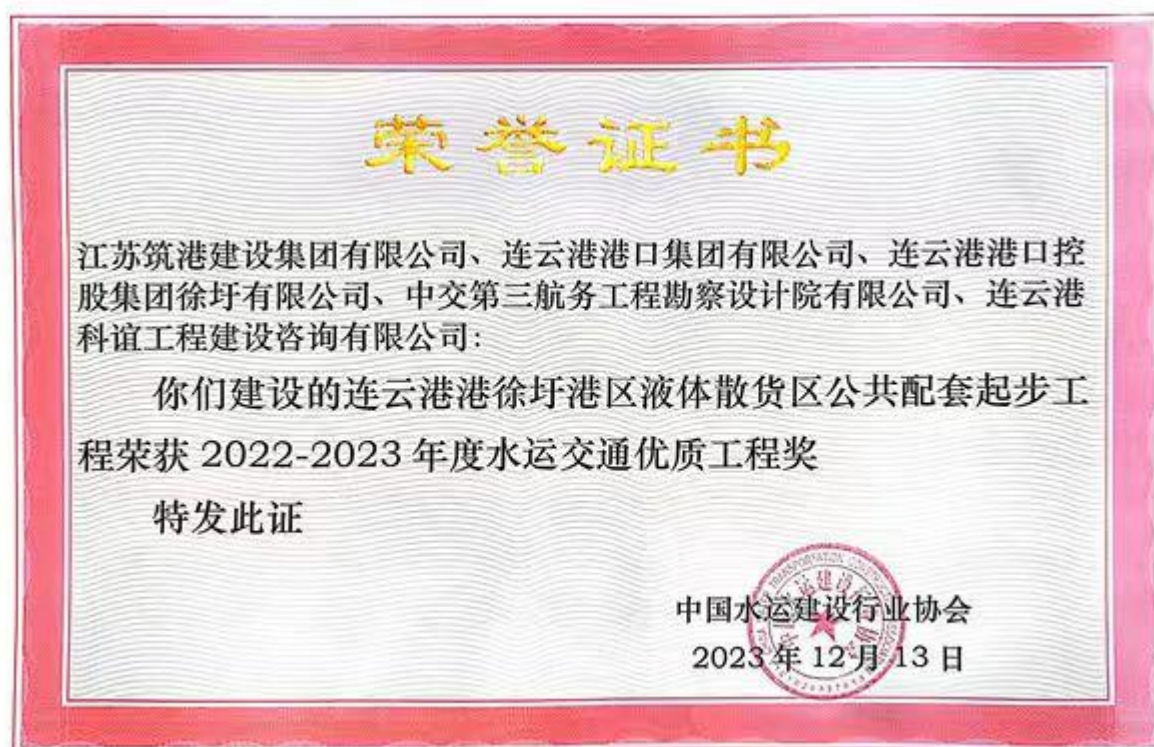 荣誉证书
江苏筑港建设集团有限公司、连云港港口集团有限公司、连云港港口控
股集团徐圩有限公司、中交第三航务工程勘察设计院有限公司、连云港
科谊工程建设咨询有限公司:
你们建设的连云港港徐圩港区液体散货区公共配套起步工
程荣获 2022-2023 年度水运交通优质工程奖
特发此证
中国水运建设行业协会
2023 年 12 月 13 日